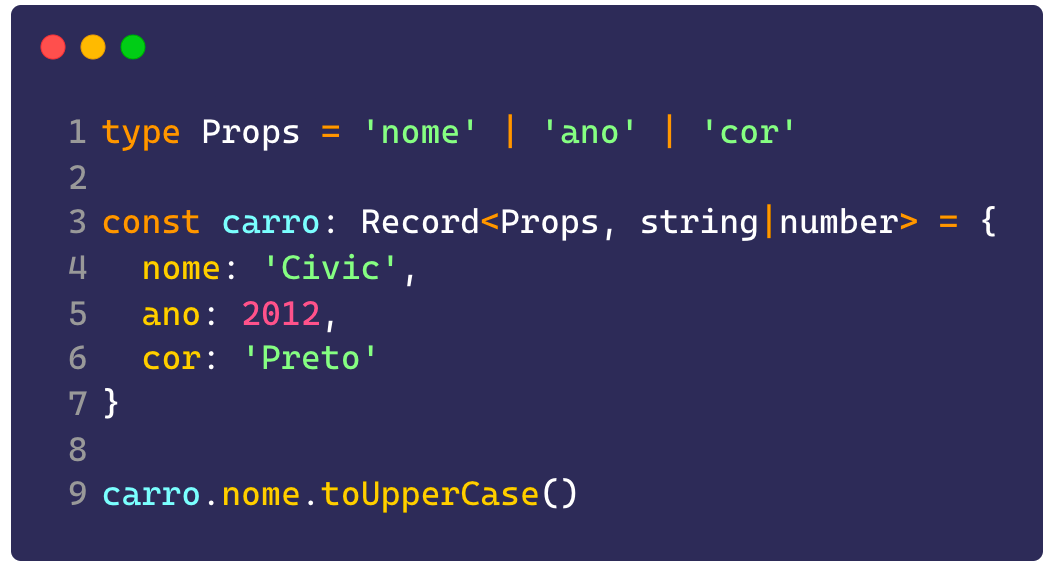 1 type Props = 'nome' | 'ano' | 'cor'
2
3 const carro: Record<Props, string|number> = {
4   nome: 'Civic',
5   ano: 2012,
6   cor: 'Preto'
7 }
8
9 carro.nome.toUpperCase()